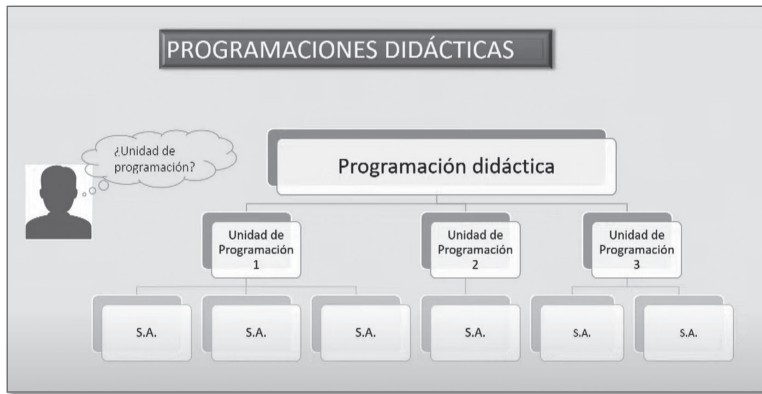 PROGRAMACIONES DIDÁCTICAS
¿Unidad de
programación?
Programación didáctica
Unidad de
Programación
1
Unidad de
Programación
2
Unidad de
Programación
3
S.A.
S.A.
S.A.
S.A.
S.A.
S.A.